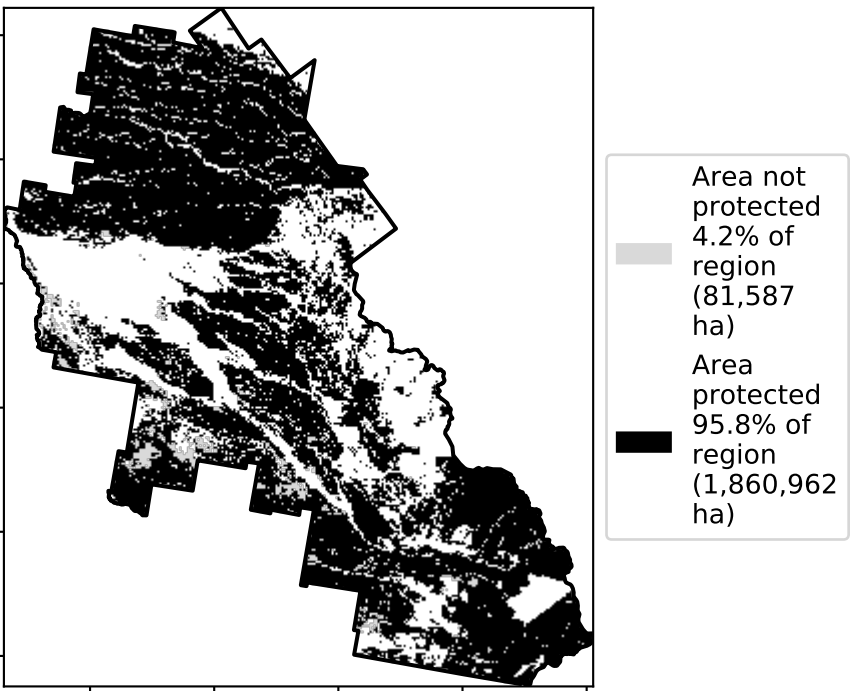 Area not
protected
4.2% of
region
(81,587
ha)
Area
protected
95.8% of
region
(1,860,962
ha)